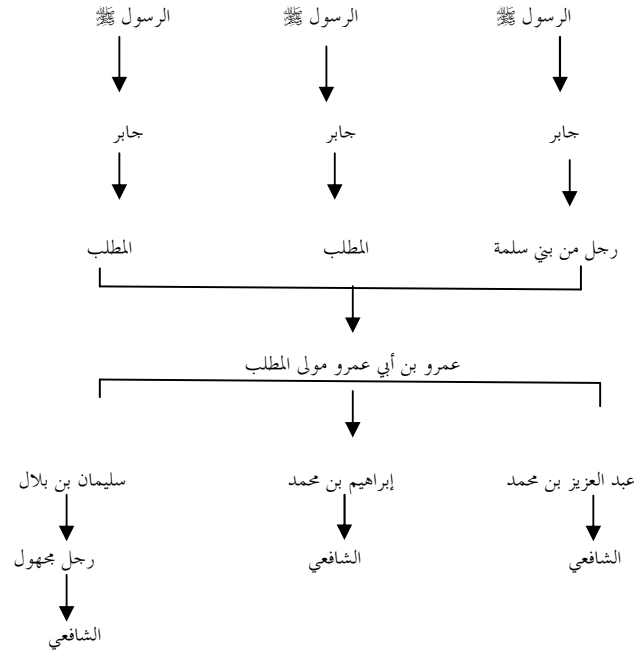 الرسول ﷺ الرسول ﷺ الرسول ﷺ
جابر جابر جابر
رجل من بني سلمة المطلب المطلب
عمرو بن أبي عمرو مولى المطلب
عبد العزيز بن محمد إبراهيم بن محمد سليمان بن بلال
الشافعي الشافعي رجل مجهول
الشافعي